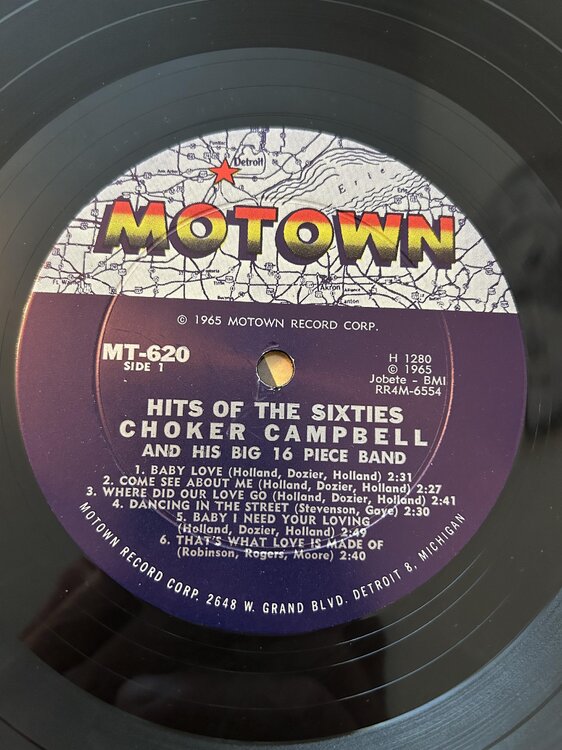 Detroit
Erie
MOTOWN
Akron
© 1965 MOTOWN RECORD CORP.
MT-620
SIDE 1
H 1280
© 1965
Jobete - BMI
RR4M-6554
HITS OF THE SIXTIES
CHOKER CAMPBELL
AND HIS BIG 16 PIECE BAND
1. BABY LOVE (Holland, Dozier, Holland) 2:31
2. COME SEE ABOUT ME (Holland, Dozier, Holland) 2:27
3. WHERE DID OUR LOVE GO (Holland, Dozier, Holland) 2:41
4. DANCING IN THE STREET (Stevenson, Gaye) 2:30
5. BABY I NEED YOUR LOVING
(Holland, Dozier, Holland) 2:49
6. THAT'S WHAT LOVE IS MADE OF
(Robinson, Rogers, Moore) 2:40
MOTOWN RECORD CORP. 2648 W. GRAND BLVD. DETROIT 8, MICHIGAN